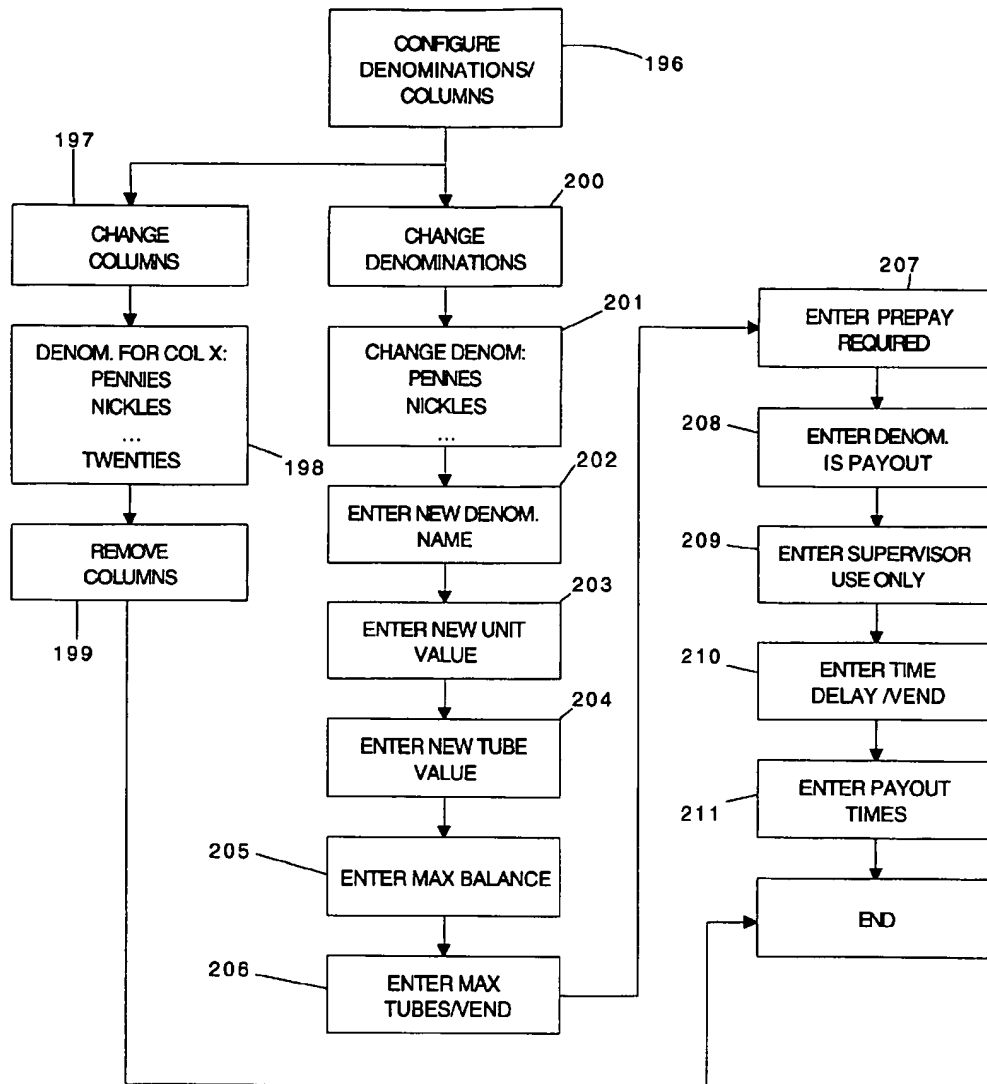 CONFIGURE
DENOMINATIONS/
COLUMNS
196
197
CHANGE
COLUMNS
DENOM. FOR COL X:
PENNIES
NICKLES
...
TWENTIES
198
REMOVE
COLUMNS
199
200
CHANGE
DENOMINATIONS
201
CHANGE DENOM:
PENNES
NICKLES
...
202
ENTER NEW DENOM.
NAME
203
ENTER NEW UNIT
VALUE
204
ENTER NEW TUBE
VALUE
205
ENTER MAX BALANCE
206
ENTER MAX
TUBES/VEND
207
ENTER PREPAY
REQUIRED
208
ENTER DENOM.
IS PAYOUT
209
ENTER SUPERVISOR
USE ONLY
210
ENTER TIME
DELAY /VEND
211
ENTER PAYOUT
TIMES
END